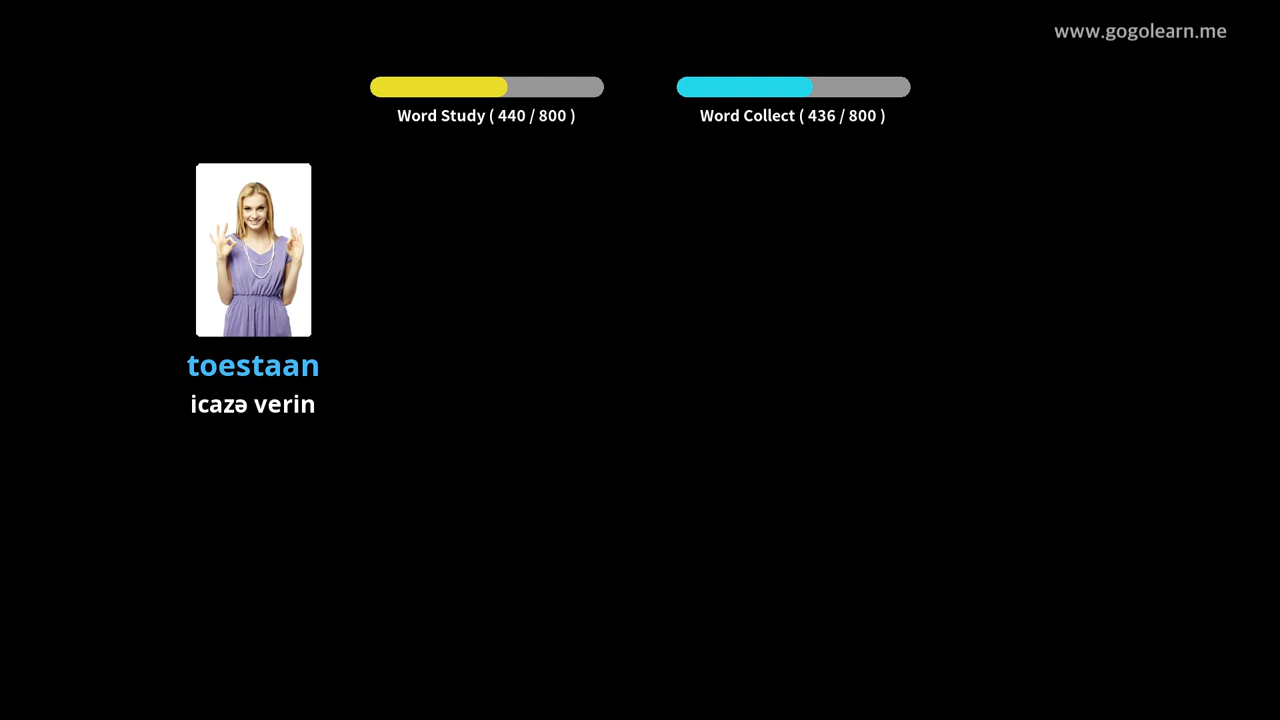 www.gogolearn.me
Word Study ( 440 / 800 )
Word Collect ( 436 / 800 )
toestaan
icazə verin